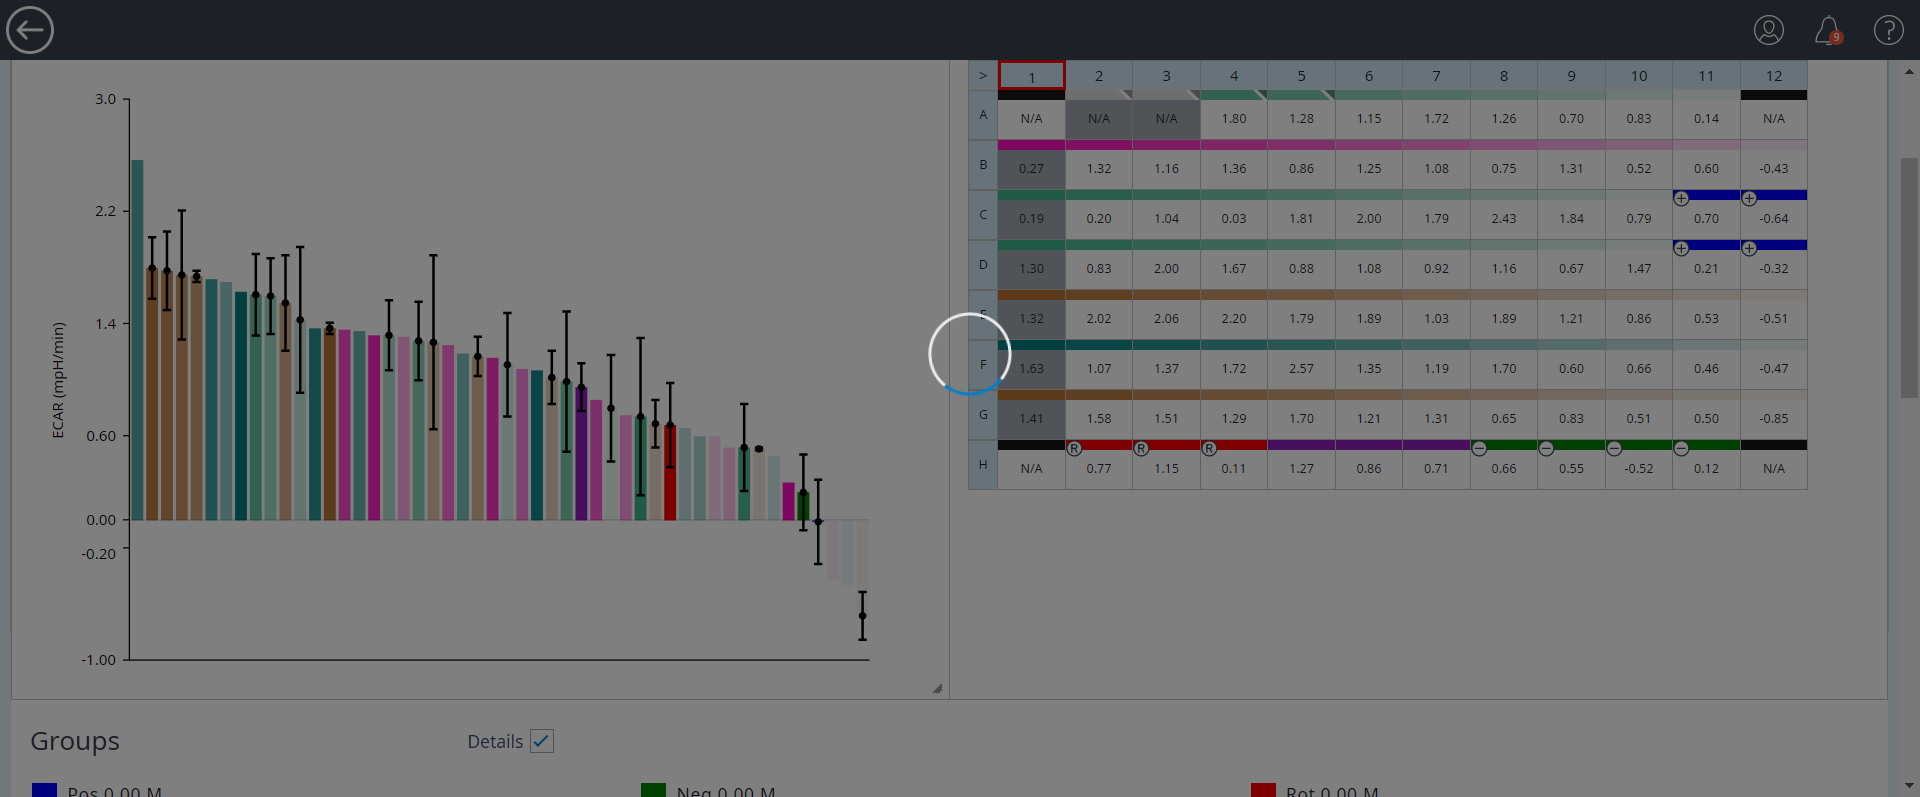 9
?
3.0
2.2
1.4
0.60
0.00
-0.20
-1.00
ECAR (mpH/min)
> 1 2 3 4 5 6 7 8 9 10 11 12
A N/A N/A N/A 1.80 1.28 1.15 1.72 1.26 0.70 0.83 0.14 N/A
B 0.27 1.32 1.16 1.36 0.86 1.25 1.08 0.75 1.31 0.52 0.60 -0.43
+ +
C 0.19 0.20 1.04 0.03 1.81 2.00 1.79 2.43 1.84 0.79 0.70 -0.64
+ +
D 1.30 0.83 2.00 1.67 0.88 1.08 0.92 1.16 0.67 1.47 0.21 -0.32
E 1.32 2.02 2.06 2.20 1.79 1.89 1.03 1.89 1.21 0.86 0.53 -0.51
F 1.63 1.07 1.37 1.72 2.57 1.35 1.19 1.70 0.60 0.66 0.46 -0.47
G 1.41 1.58 1.51 1.29 1.70 1.21 1.31 0.65 0.83 0.51 0.50 -0.85
R R R − − − −
H N/A 0.77 1.15 0.11 1.27 0.86 0.71 0.66 0.55 -0.52 0.12 N/A
Groups
Details
Pos 0.00 M
Neg 0.00 M
Rot 0.00 M